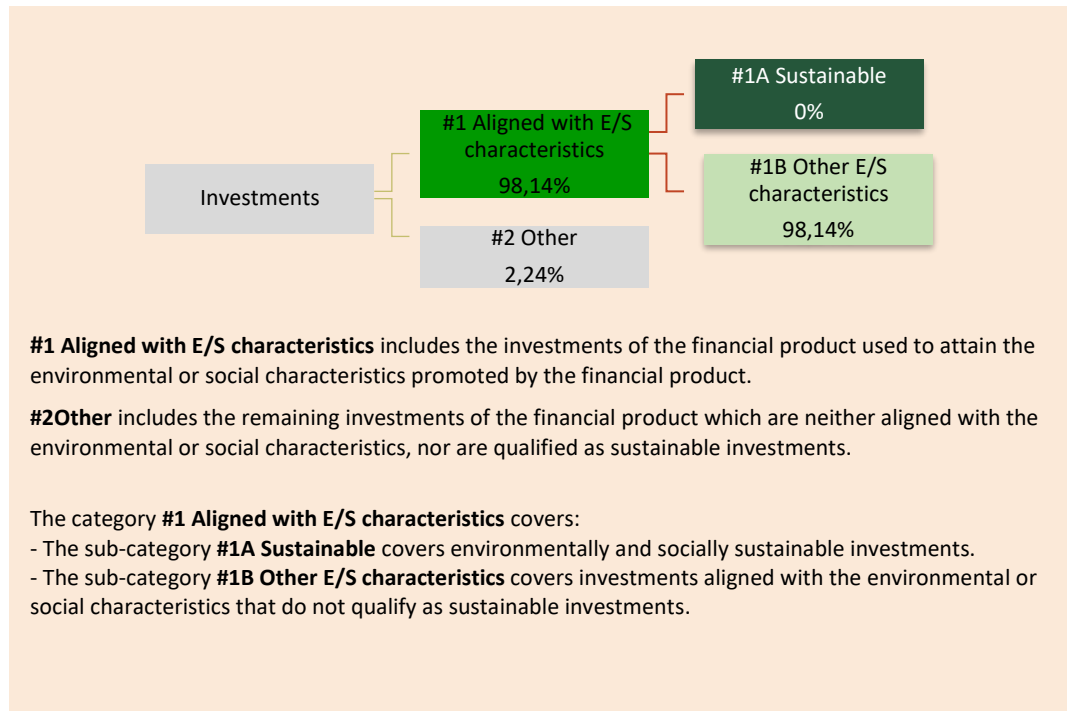 #1A Sustainable
0%
#1 Aligned with E/S
characteristics
98,14%
#1B Other E/S
characteristics
98,14%
Investments
#2 Other
2,24%
#1 Aligned with E/S characteristics includes the investments of the financial product used to attain the
environmental or social characteristics promoted by the financial product.
#2Other includes the remaining investments of the financial product which are neither aligned with the
environmental or social characteristics, nor are qualified as sustainable investments.
The category #1 Aligned with E/S characteristics covers:
- The sub-category #1A Sustainable covers environmentally and socially sustainable investments.
- The sub-category #1B Other E/S characteristics covers investments aligned with the environmental or
social characteristics that do not qualify as sustainable investments.